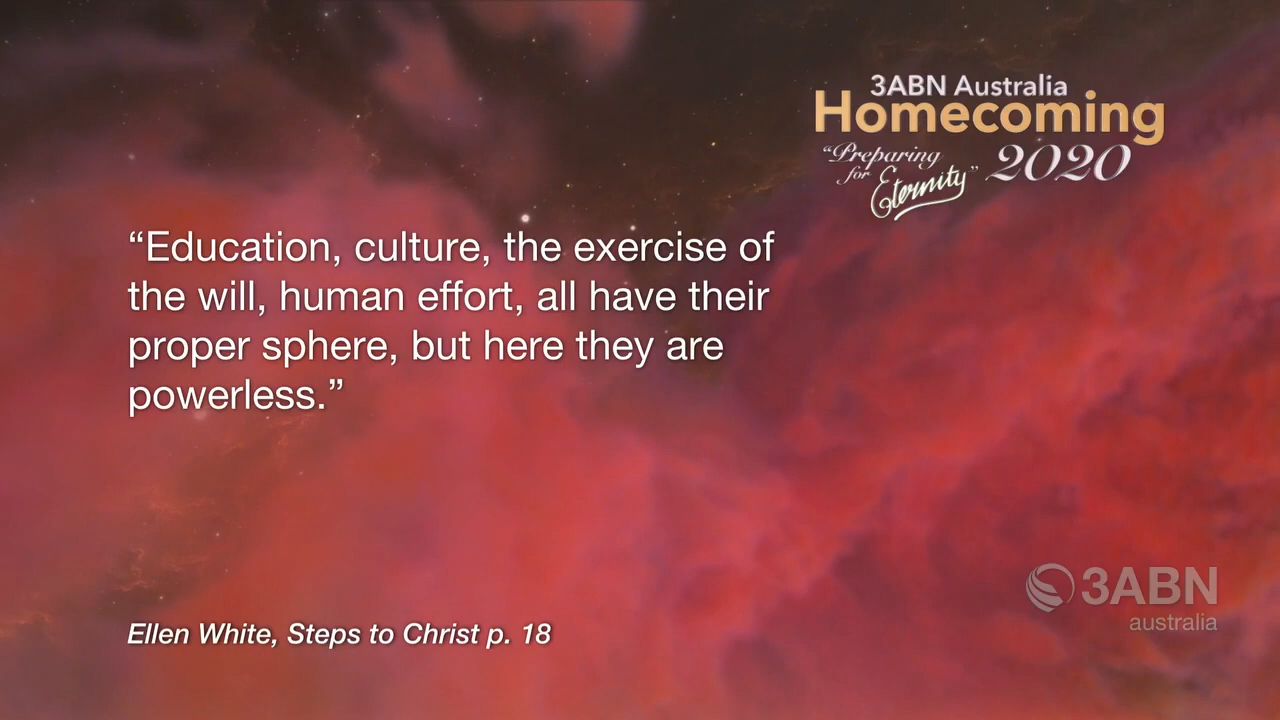 3ABN Australia
Homecoming
“Preparing for Eternity” 2020
“Education, culture, the exercise of
the will, human effort, all have their
proper sphere, but here they are
powerless.”
Ellen White, Steps to Christ p. 18
3ABN
australia